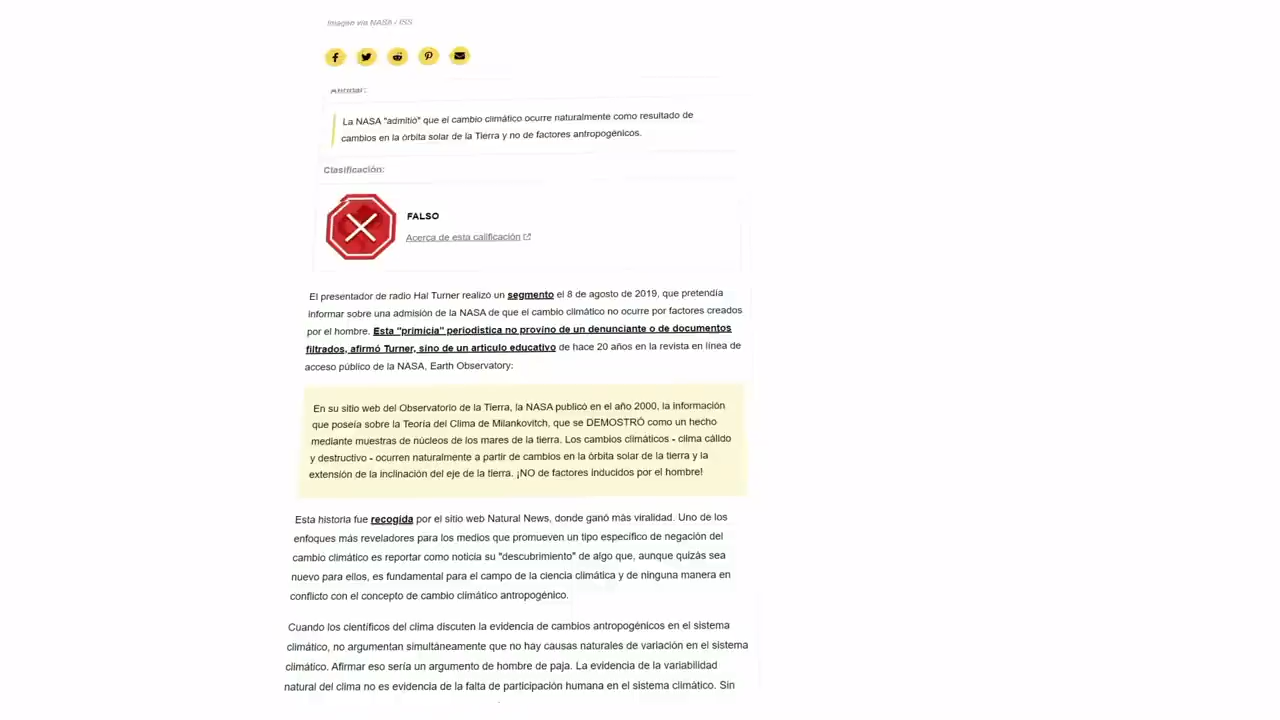 Imagen vía NASA / ISS
Afirmar:
La NASA "admitió" que el cambio climático ocurre naturalmente como resultado de
cambios en la órbita solar de la Tierra y no de factores antropogénicos.
Clasificación:
FALSO
Acerca de esta calificación
El presentador de radio Hal Turner realizó un segmento el 8 de agosto de 2019, que pretendía
informar sobre una admisión de la NASA de que el cambio climático no ocurre por factores creados
por el hombre. Esta "primicia" periodística no provino de un denunciante o de documentos
filtrados, afirmó Turner, sino de un artículo educativo de hace 20 años en la revista en línea de
acceso público de la NASA, Earth Observatory:
En su sitio web del Observatorio de la Tierra, la NASA publicó en el año 2000, la información
que poseía sobre la Teoría del Clima de Milankovitch, que se DEMOSTRÓ como un hecho
mediante muestras de núcleos de los mares de la tierra. Los cambios climáticos - clima cálido
y destructivo - ocurren naturalmente a partir de cambios en la órbita solar de la tierra y la
extensión de la inclinación del eje de la tierra. ¡NO de factores inducidos por el hombre!
Esta historia fue recogida por el sitio web Natural News, donde ganó más viralidad. Uno de los
enfoques más reveladores para los medios que promueven un tipo específico de negación del
cambio climático es reportar como noticia su "descubrimiento" de algo que, aunque quizás sea
nuevo para ellos, es fundamental para el campo de la ciencia climática y de ninguna manera en
conflicto con el concepto de cambio climático antropogénico.
Cuando los científicos del clima discuten la evidencia de cambios antropogénicos en el sistema
climático, no argumentan simultáneamente que no hay causas naturales de variación en el sistema
climático. Afirmar eso sería un argumento de hombre de paja. La evidencia de la variabilidad
natural del clima no es evidencia de la falta de participación humana en el sistema climático. Sin